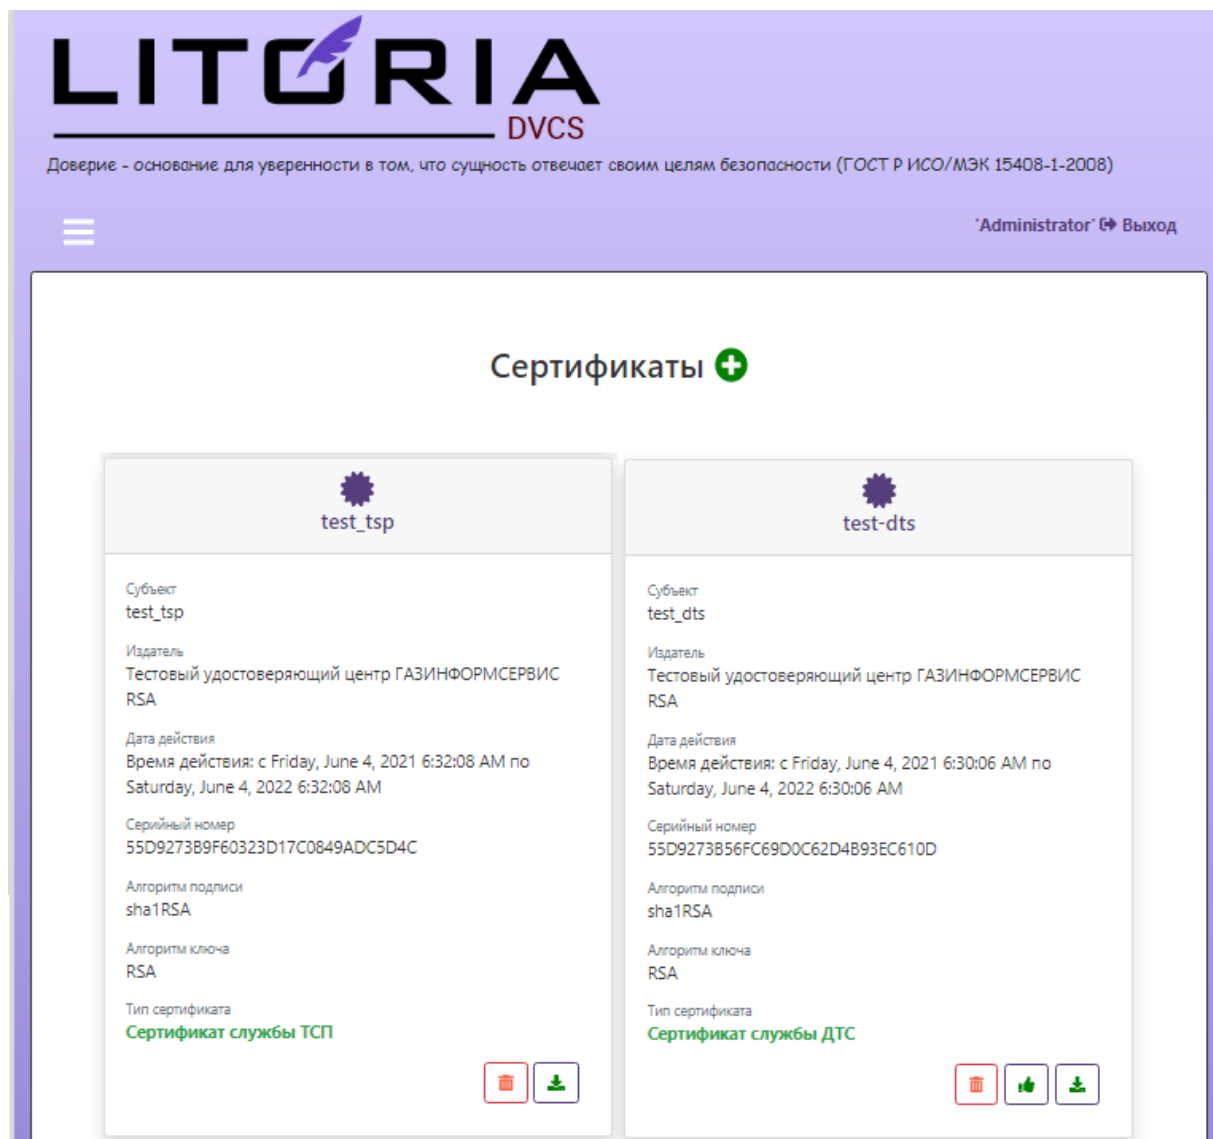 LITORIA
DVCS
Доверие - основание для уверенности в том, что сущность отвечает своим целям безопасности (ГОСТ Р ИСО/МЭК 15408-1-2008)
'Administrator' Выход
Сертификаты
test_tsp
Субъект
test_tsp
Издатель
Тестовый удостоверяющий центр ГАЗИНФОРМСЕРВИС
RSA
Дата действия
Время действия: с Friday, June 4, 2021 6:32:08 AM по
Saturday, June 4, 2022 6:32:08 AM
Серийный номер
55D9273B9F60323D17C0849ADC5D4C
Алгоритм подписи
sha1RSA
Алгоритм ключа
RSA
Тип сертификата
Сертификат службы ТСП
test-dts
Субъект
test_dts
Издатель
Тестовый удостоверяющий центр ГАЗИНФОРМСЕРВИС
RSA
Дата действия
Время действия: с Friday, June 4, 2021 6:30:06 AM по
Saturday, June 4, 2022 6:30:06 AM
Серийный номер
55D9273B56FC69D0C62D4B93EC610D
Алгоритм подписи
sha1RSA
Алгоритм ключа
RSA
Тип сертификата
Сертификат службы ДТС